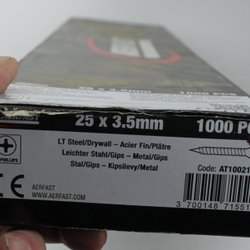 25 x 3.5mm
1000 PC
PHILLIPS
LT Steel/Drywall – Acier Fin/Plâtre
Leichter Stahl/Gips – Metal/Gips
Stal/Gips – Kipsilevy/Metal
Code: AT10021
CE
© AERFAST
WWW.AERFAST.COM
3 700148 71551